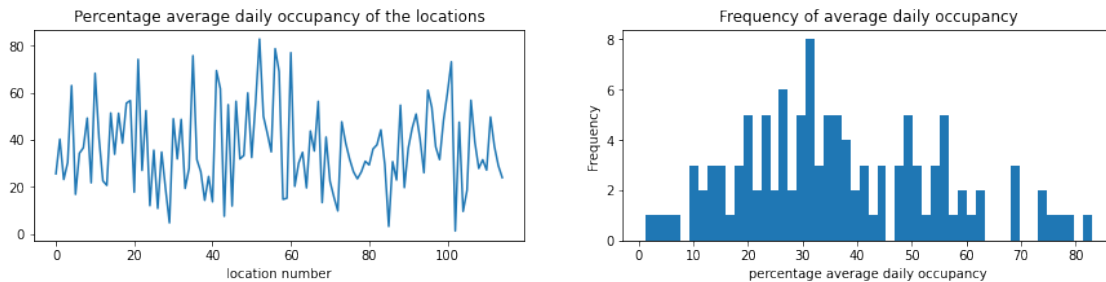 Percentage average daily occupancy of the locations
80
60
40
20
0
0 20 40 60 80 100
location number
Frequency of average daily occupancy
8
6
4
2
0
Frequency
0 10 20 30 40 50 60 70 80
percentage average daily occupancy